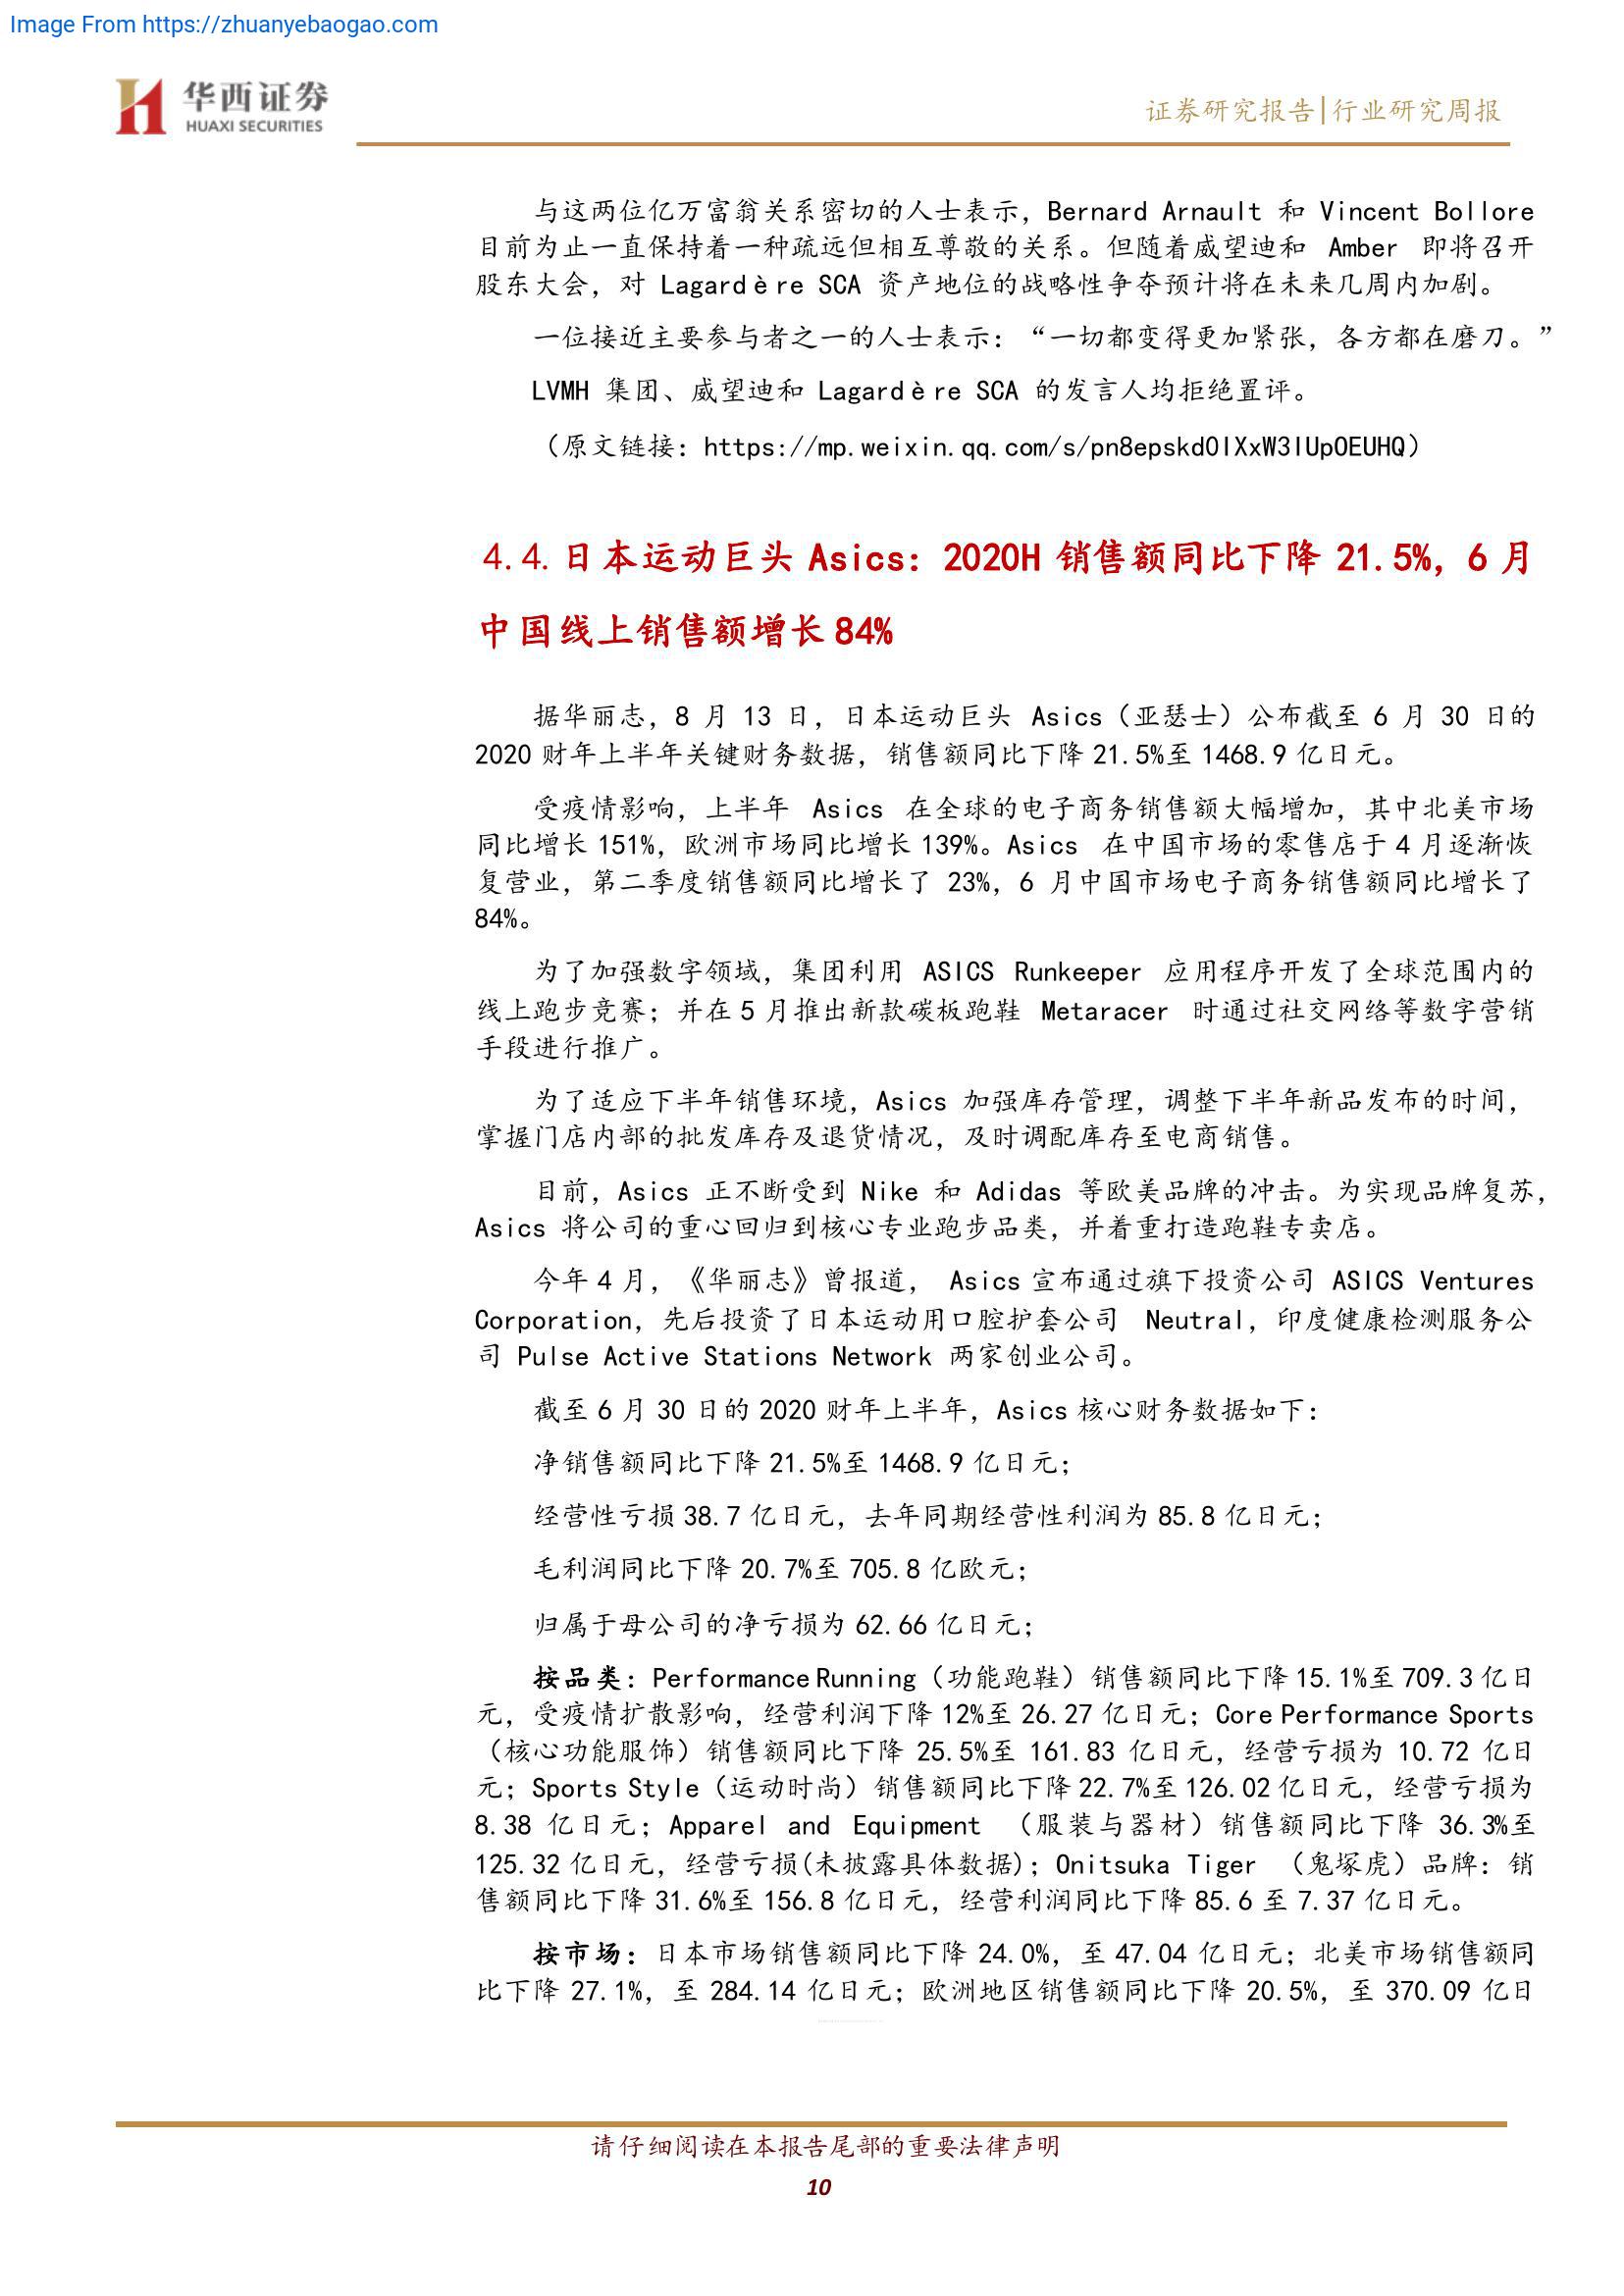 Image From https://zhuanyebaogao.com
华西证券
HUAXI SECURITIES
证券研究报告|行业研究周报
与这两位亿万富翁关系密切的人士表示，Bernard Arnault 和 Vincent Bollore
目前为止一直保持着一种疏远但相互尊敬的关系。但随着威望迪和 Amber 即将召开
股东大会，对 Lagardère SCA 资产地位的战略性争夺预计将在未来几周内加剧。
一位接近主要参与者之一的人士表示：“一切都变得更加紧张，各方都在磨刀。”
LVMH 集团、威望迪和 Lagardère SCA 的发言人均拒绝置评。
（原文链接：https://mp.weixin.qq.com/s/pn8epskd0IXxW3IUpOEUHQ）
4.4.日本运动巨头 Asics：2020H 销售额同比下降 21.5%，6 月
中国线上销售额增长 84%
据华丽志，8 月 13 日，日本运动巨头 Asics（亚瑟士）公布截至 6 月 30 日的
2020 财年上半年关键财务数据，销售额同比下降 21.5%至 1468.9 亿日元。
受疫情影响，上半年 Asics 在全球的电子商务销售额大幅增加，其中北美市场
同比增长 151%，欧洲市场同比增长 139%。Asics 在中国市场的零售店于 4 月逐渐恢
复营业，第二季度销售额同比增长了 23%，6 月中国市场电子商务销售额同比增长了
84%。
为了加强数字领域，集团利用 ASICS Runkeeper 应用程序开发了全球范围内的
线上跑步竞赛；并在 5 月推出新款碳板跑鞋 Metaracer 时通过社交网络等数字营销
手段进行推广。
为了适应下半年销售环境，Asics 加强库存管理，调整下半年新品发布的时间，
掌握门店内部的批发库存及退货情况，及时调配库存至电商销售。
目前，Asics 正不断受到 Nike 和 Adidas 等欧美品牌的冲击。为实现品牌复苏，
Asics 将公司的重心回归到核心专业跑步品类，并着重打造跑鞋专卖店。
今年 4 月，《华丽志》曾报道， Asics 宣布通过旗下投资公司 ASICS Ventures
Corporation，先后投资了日本运动用口腔护套公司 Neutral，印度健康检测服务公
司 Pulse Active Stations Network 两家创业公司。
截至 6 月 30 日的 2020 财年上半年，Asics 核心财务数据如下：
净销售额同比下降 21.5%至 1468.9 亿日元；
经营性亏损 38.7 亿日元，去年同期经营性利润为 85.8 亿日元；
毛利润同比下降 20.7%至 705.8 亿欧元；
归属于母公司的净亏损为 62.66 亿日元；
按品类：Performance Running（功能跑鞋）销售额同比下降 15.1%至 709.3 亿日
元，受疫情扩散影响，经营利润下降 12%至 26.27 亿日元；Core Performance Sports
（核心功能服饰）销售额同比下降 25.5%至 161.83 亿日元，经营亏损为 10.72 亿日
元；Sports Style（运动时尚）销售额同比下降 22.7%至 126.02 亿日元，经营亏损为
8.38 亿日元；Apparel and Equipment （服装与器材）销售额同比下降 36.3%至
125.32 亿日元，经营亏损(未披露具体数据)；Onitsuka Tiger （鬼塚虎）品牌：销
售额同比下降 31.6%至 156.8 亿日元，经营利润同比下降 85.6 至 7.37 亿日元。
按市场：日本市场销售额同比下降 24.0%，至 47.04 亿日元；北美市场销售额同
比下降 27.1%，至 284.14 亿日元；欧洲地区销售额同比下降 20.5%，至 370.09 亿日
请仔细阅读在本报告尾部的重要法律声明
10